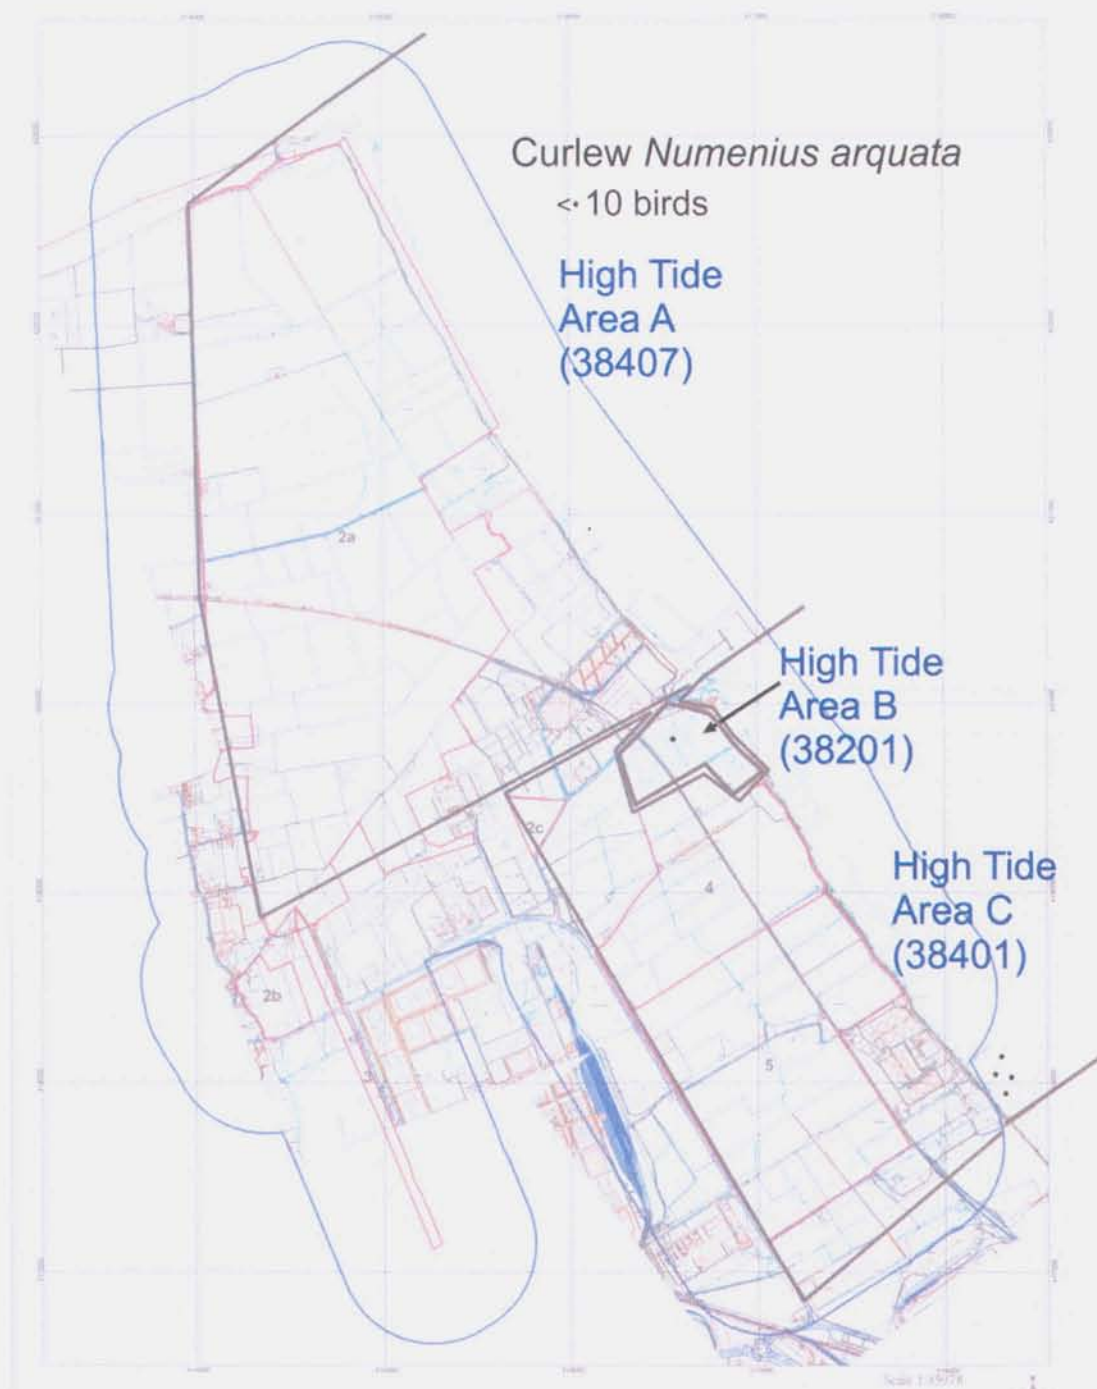 Curlew Numenius arquata
<· 10 birds
High Tide
Area A
(38407)
2a
High Tide
Area B
(38201)
2c
High Tide
Area C
(38401)
4
2b
5